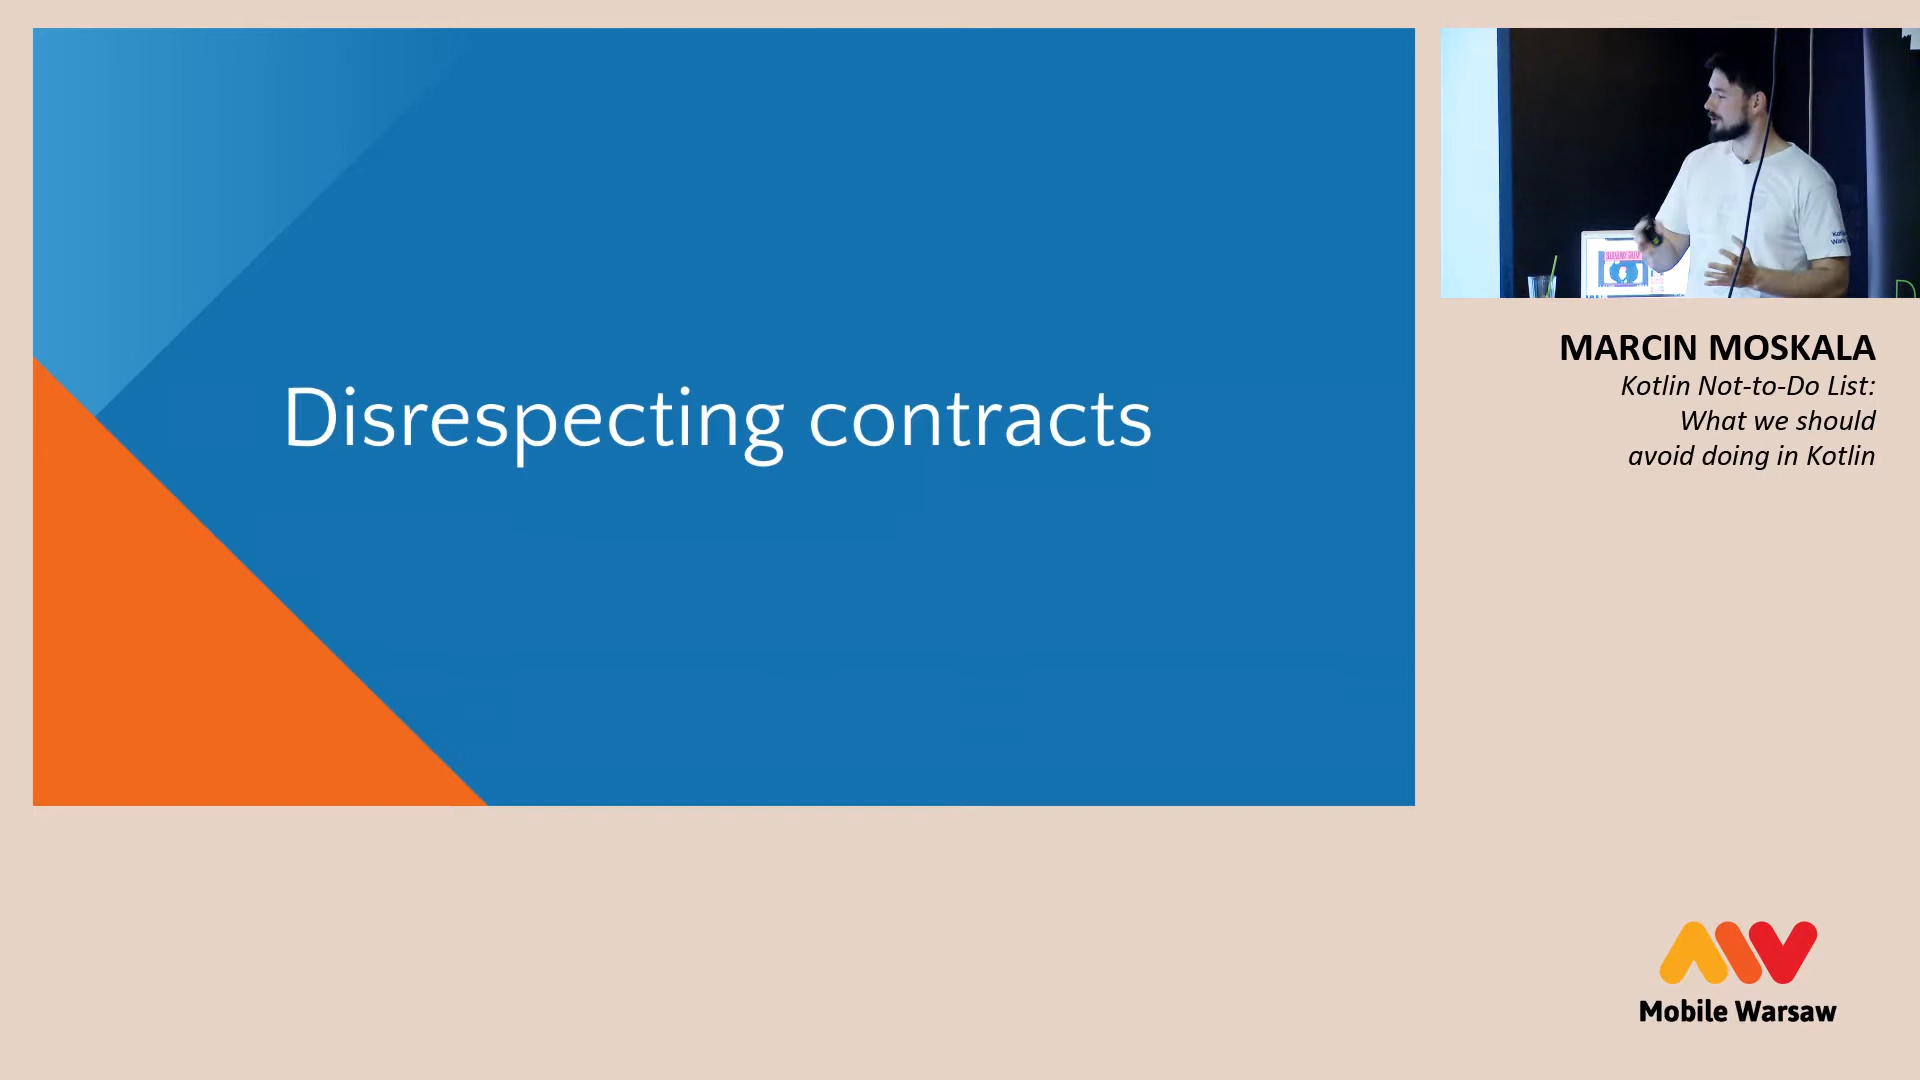 Disrespecting contracts
MARCIN MOSKALA
Kotlin Not-to-Do List:
What we should
avoid doing in Kotlin
Mobile Warsaw